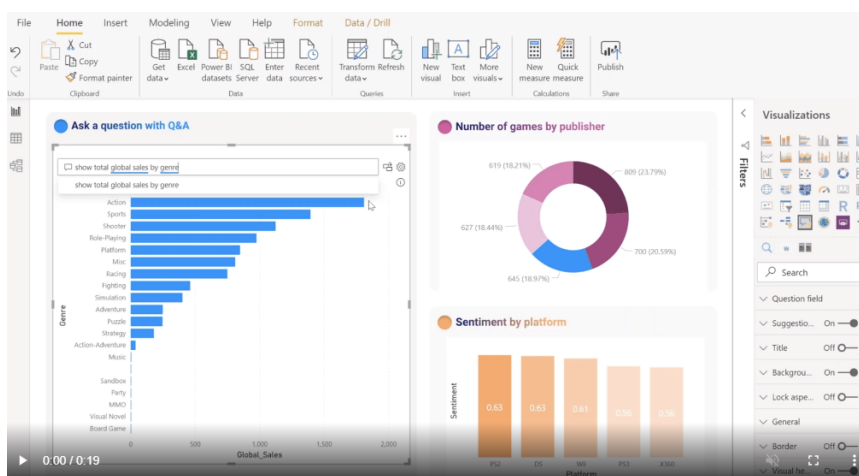 File Home Insert Modeling View Help Format Data / Drill
Cut
Copy
Format painter
Paste
Get data
Excel
Power BI datasets
SQL Server
Enter data
Recent sources
Transform data
Refresh
New visual
Text box
More visuals
New measure
Quick measure
Publish
Undo Clipboard Data Queries Insert Calculations Share
Ask a question with Q&A
...
show total global sales by genre
show total global sales by genre
Genre
Action
Sports
Shooter
Role-Playing
Platform
Misc
Racing
Fighting
Simulation
Adventure
Puzzle
Strategy
Action-Adventure
Music
Sandbox
Party
MMO
Visual Novel
Board Game
0 500 1,000 1,500 2,000
Global_Sales
Number of games by publisher
619 (18.21%)
809 (23.79%)
627 (18.44%)
700 (20.59%)
645 (18.97%)
Sentiment by platform
Sentiment
0.63 0.63 0.61 0.56 0.56
PS2 DS Wii PS3 X360
Platform
Filters
Visualizations
Search
Question field
Suggestio... On
Title Off
Backgrou... On
Lock aspe... Off
General
Border Off
Visual he... On
0:00 / 0:19